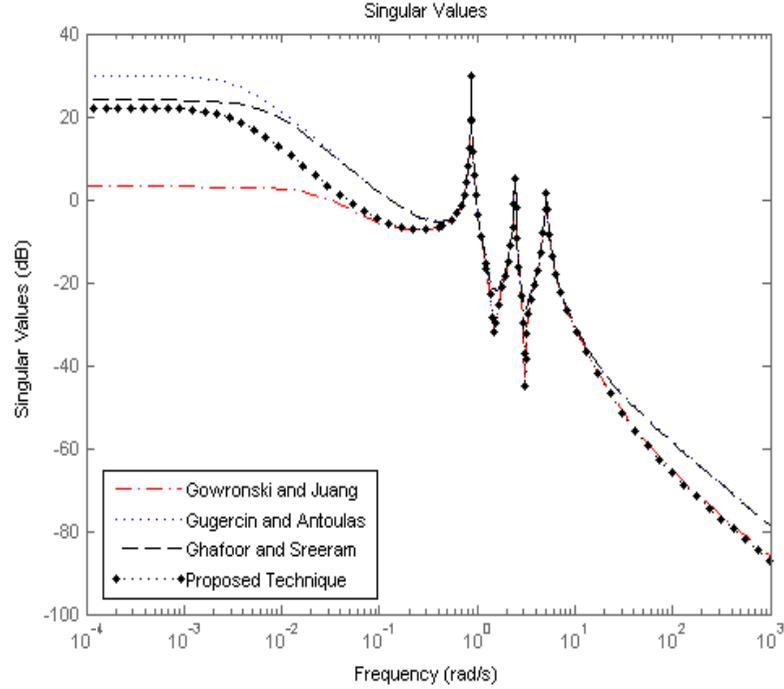 Singular Values
40
20
0
-20
-40
-60
-80
-100
Singular Values (dB)
Gowronski and Juang
Gugercin and Antoulas
Ghafoor and Sreeram
Proposed Technique
10^-4
10^-3
10^-2
10^-1
10^0
10^1
10^2
10^3
Frequency (rad/s)